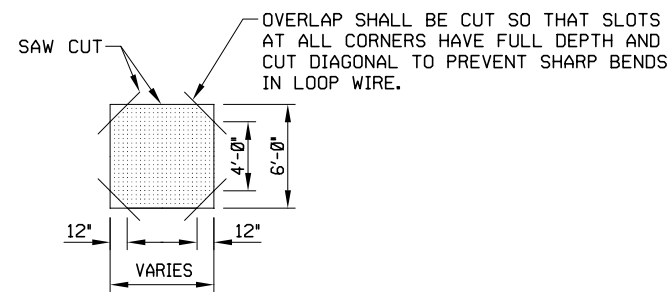 OVERLAP SHALL BE CUT SO THAT SLOTS
AT ALL CORNERS HAVE FULL DEPTH AND
CUT DIAGONAL TO PREVENT SHARP BENDS
IN LOOP WIRE.
SAW CUT
4'-0"
6'-0"
12"
12"
VARIES